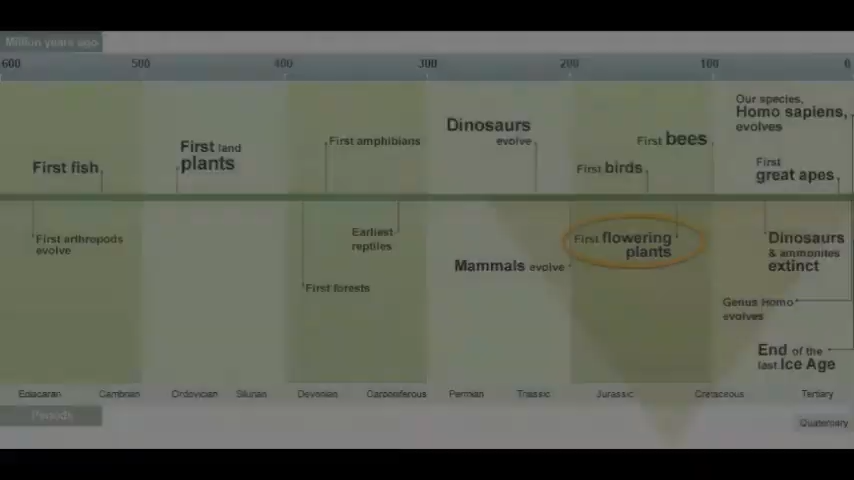 Million years ago
600 500 400 300 200 100 0
Our species,
Homo sapiens,
evolves
Dinosaurs
evolve
First bees
First amphibians
First land
plants
First
great apes
First fish
First birds
First arthropods
evolve
Earliest
reptiles
First flowering
plants
Dinosaurs
& ammonites
extinct
Mammals evolve
First forests
Genus Homo
evolves
End of the
last Ice Age
Ediacaran Cambrian Ordovician Silurian Devonian Carboniferous Permian Triassic Jurassic Cretaceous Tertiary
Periods
Quaternary